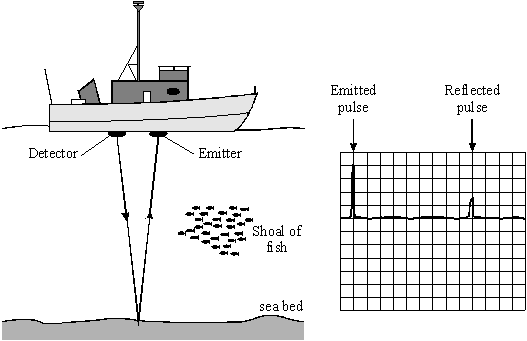 Emitted
pulse
Reflected
pulse
Detector
Emitter
Shoal of
fish
sea bed